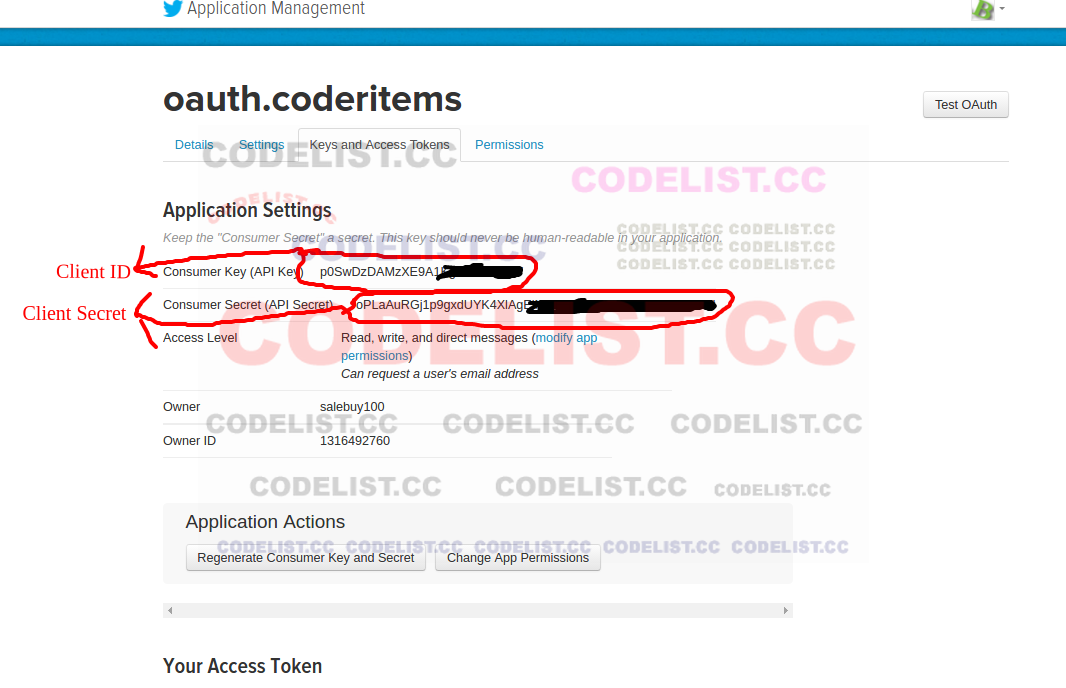 Application Management
oauth.coderitems
Test OAuth
Details Settings Keys and Access Tokens Permissions
CODELIST.CC
CODELIST.CC
CODELIST.CC
Application Settings
CODELIST.CC CODELIST.CC
Keep the "Consumer Secret" a secret. This key should never be human-readable in your application.
CODELIST.CC
CODELIST.CC CODELIST.CC
CODELIST.CC CODELIST.CC
Client ID Consumer Key (API Key) p0SwDzDAMzXE9A1
Client Secret Consumer Secret (API Secret) oPLaAuRGj1p9gxdUYK4XlAgE
CODELIST.CC
Access Level Read, write, and direct messages (modify app
permissions)
Can request a user's email address
Owner salebuy100
CODELIST.CC CODELIST.CC CODELIST.CC
Owner ID 1316492760
CODELIST.CC CODELIST.CC CODELIST.CC
Application Actions
CODELIST.CC CODELIST.CC CODELIST.CC CODELIST.CC CODELIST.CC
Regenerate Consumer Key and Secret Change App Permissions
Your Access Token